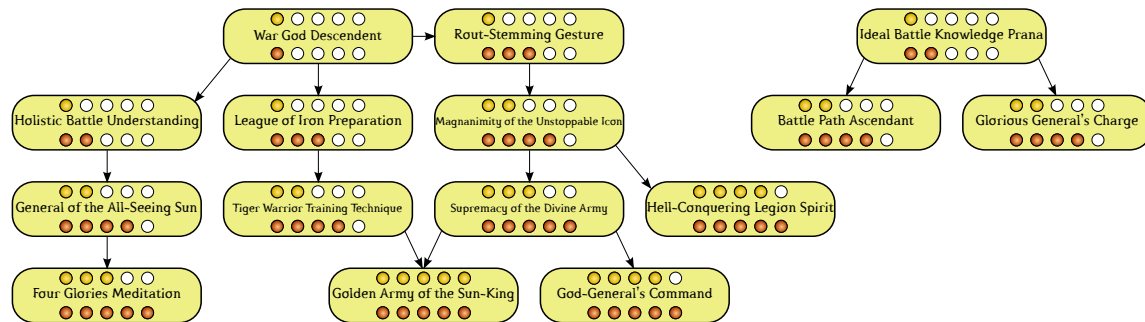 War God Descendent
Rout-Stemming Gesture
Ideal Battle Knowledge Prana
Holistic Battle Understanding
League of Iron Preparation
Magnanimity of the Unstoppable Icon
Battle Path Ascendant
Glorious General's Charge
General of the All-Seeing Sun
Tiger Warrior Training Technique
Supremacy of the Divine Army
Hell-Conquering Legion Spirit
Four Glories Meditation
Golden Army of the Sun-King
God-General's Command